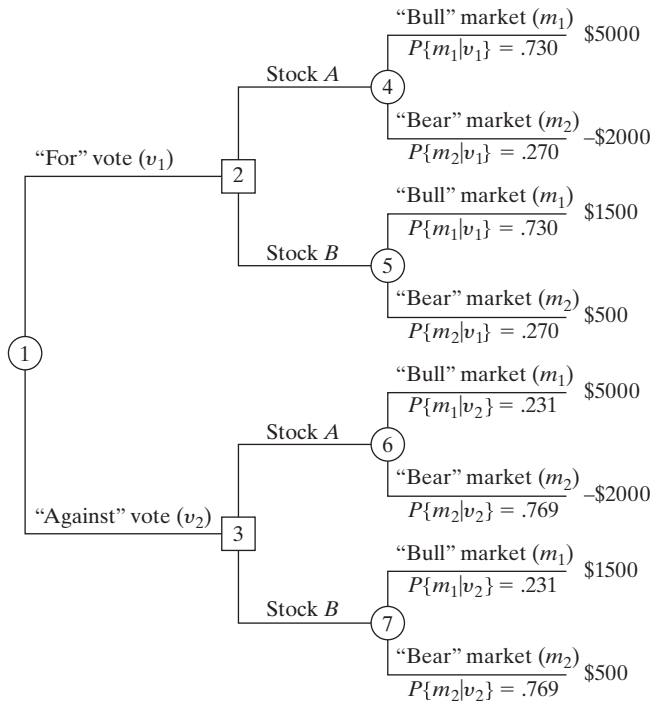 “Bull” market (m₁)
$5000
P{m₁|v₁} = .730
Stock A
4
“Bear” market (m₂)
–$2000
P{m₂|v₁} = .270
“For” vote (v₁)
2
“Bull” market (m₁)
$1500
P{m₁|v₁} = .730
Stock B
5
“Bear” market (m₂)
$500
P{m₂|v₁} = .270
1
“Bull” market (m₁)
$5000
P{m₁|v₂} = .231
Stock A
6
“Bear” market (m₂)
–$2000
P{m₂|v₂} = .769
“Against” vote (v₂)
3
“Bull” market (m₁)
$1500
P{m₁|v₂} = .231
Stock B
7
“Bear” market (m₂)
$500
P{m₂|v₂} = .769